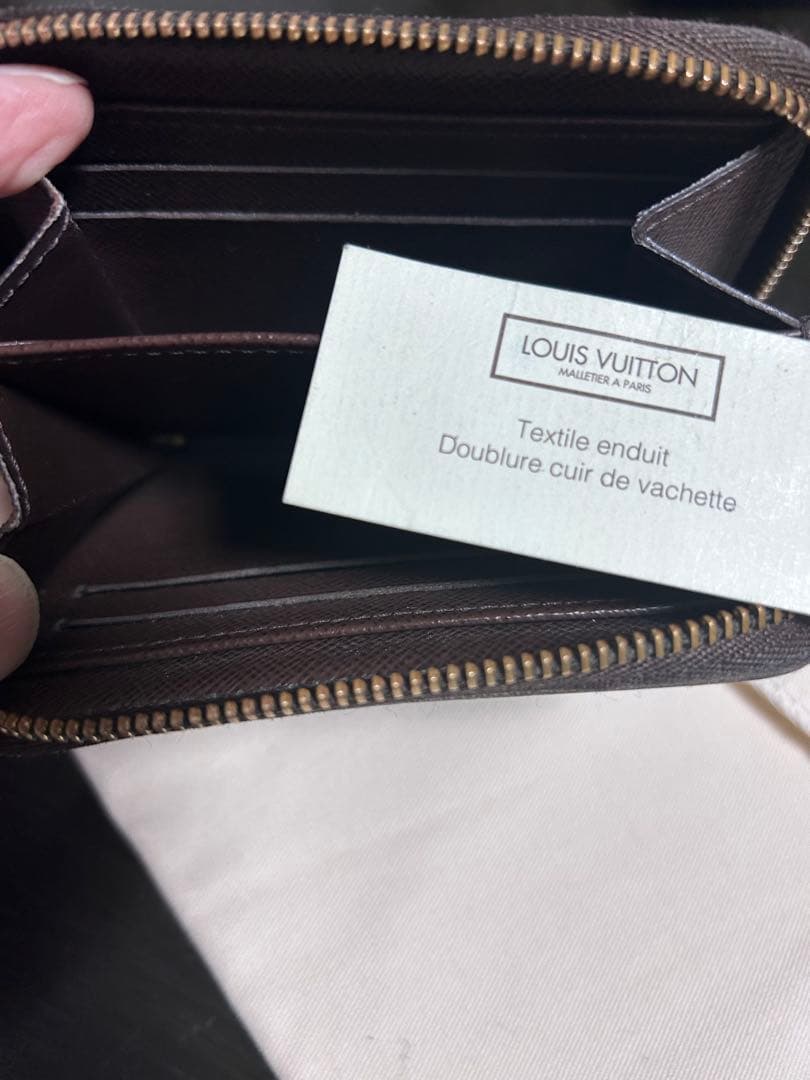 LOUIS VUITTON
MALLETIER A PARIS
Textile enduit
Doublure cuir de vachette